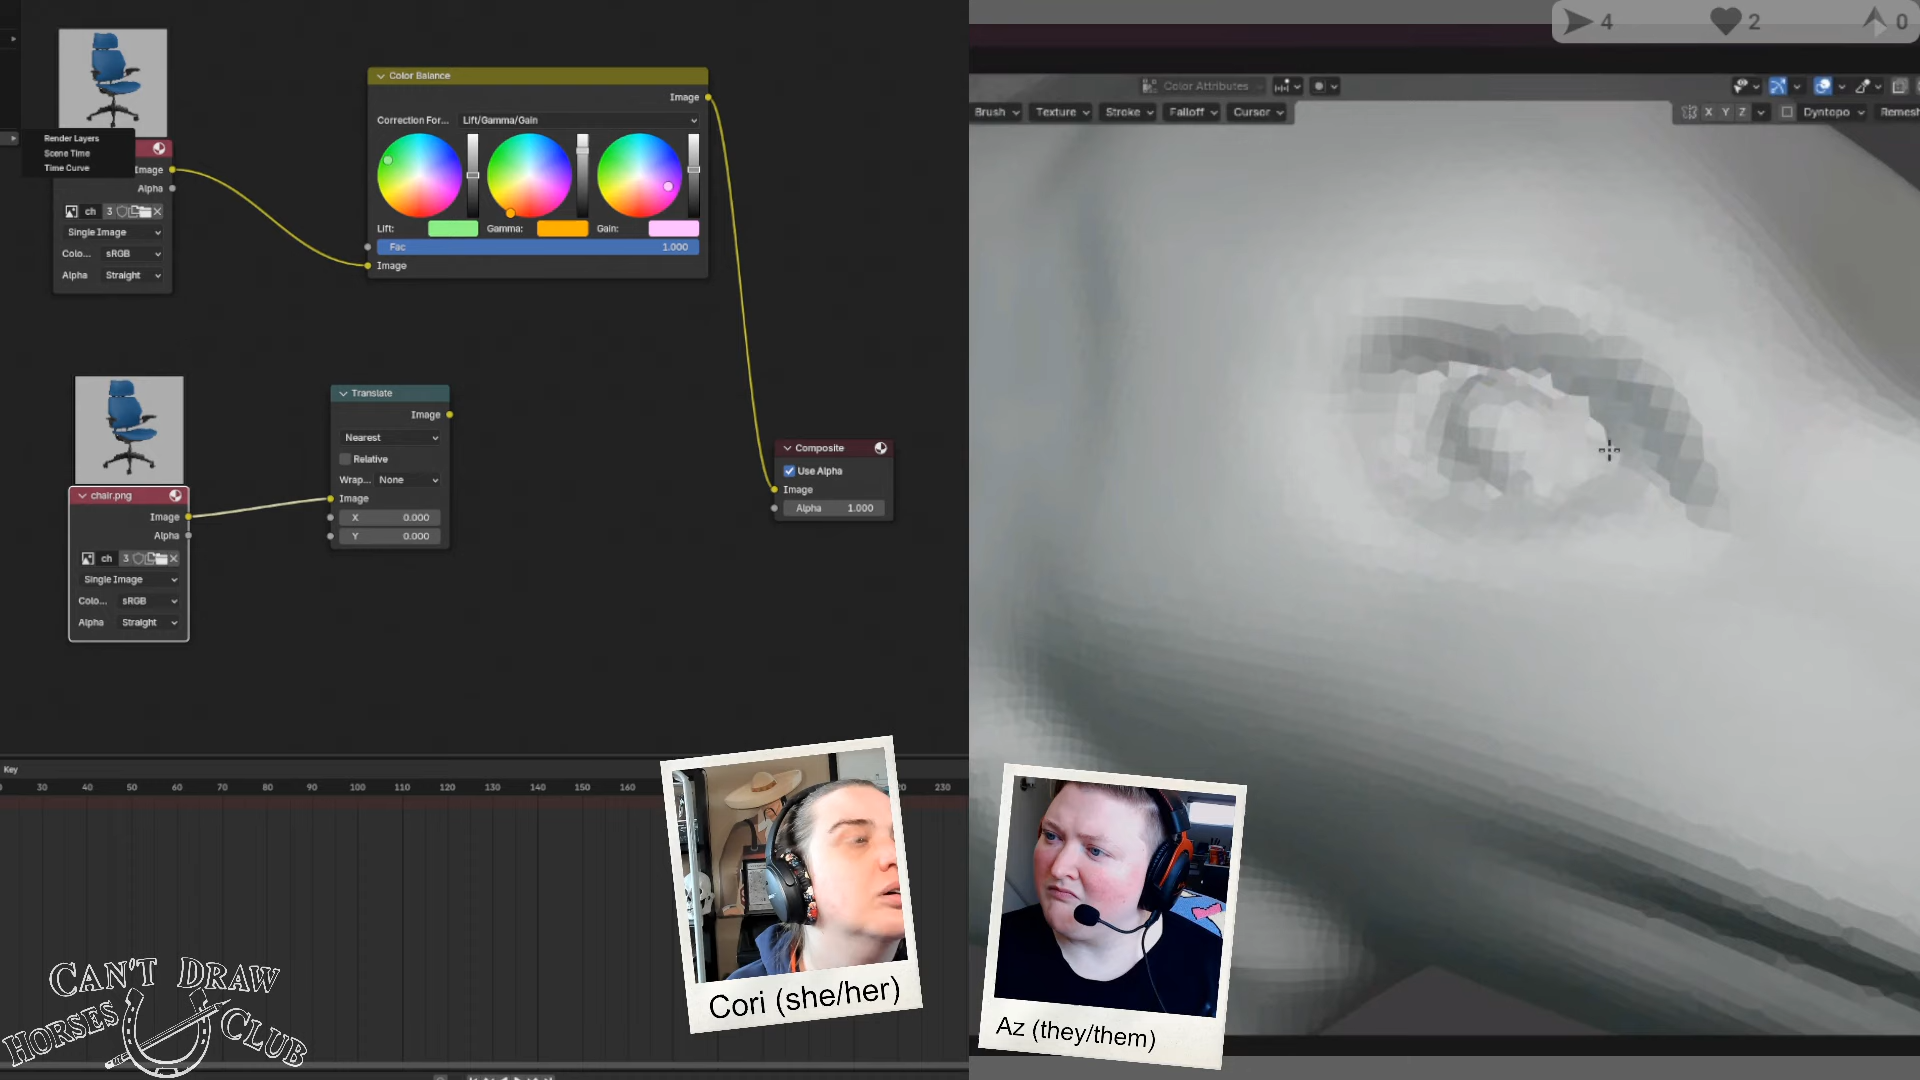 Render Layers
Scene Time
Time Curve
Image
Alpha
ch 3
Single Image
Colo... sRGB
Alpha Straight
Color Balance
Image
Correction For... Lift/Gamma/Gain
Lift: Gamma: Gain:
Fac 1.000
Image
chair.png
Image
Alpha
ch 3
Single Image
Colo... sRGB
Alpha Straight
Translate
Image
Nearest
Relative
Wrap... None
Image
X 0.000
Y 0.000
Composite
Use Alpha
Image
Alpha 1.000
Key
30 40 50 60 70 80 90 100 110 120 130 140 150 160 230
4 2 0
Color Attributes
Brush Texture Stroke Falloff Cursor X Y Z Dyntopo Remesh
CAN'T DRAW
HORSES CLUB
Cori (she/her)
Az (they/them)